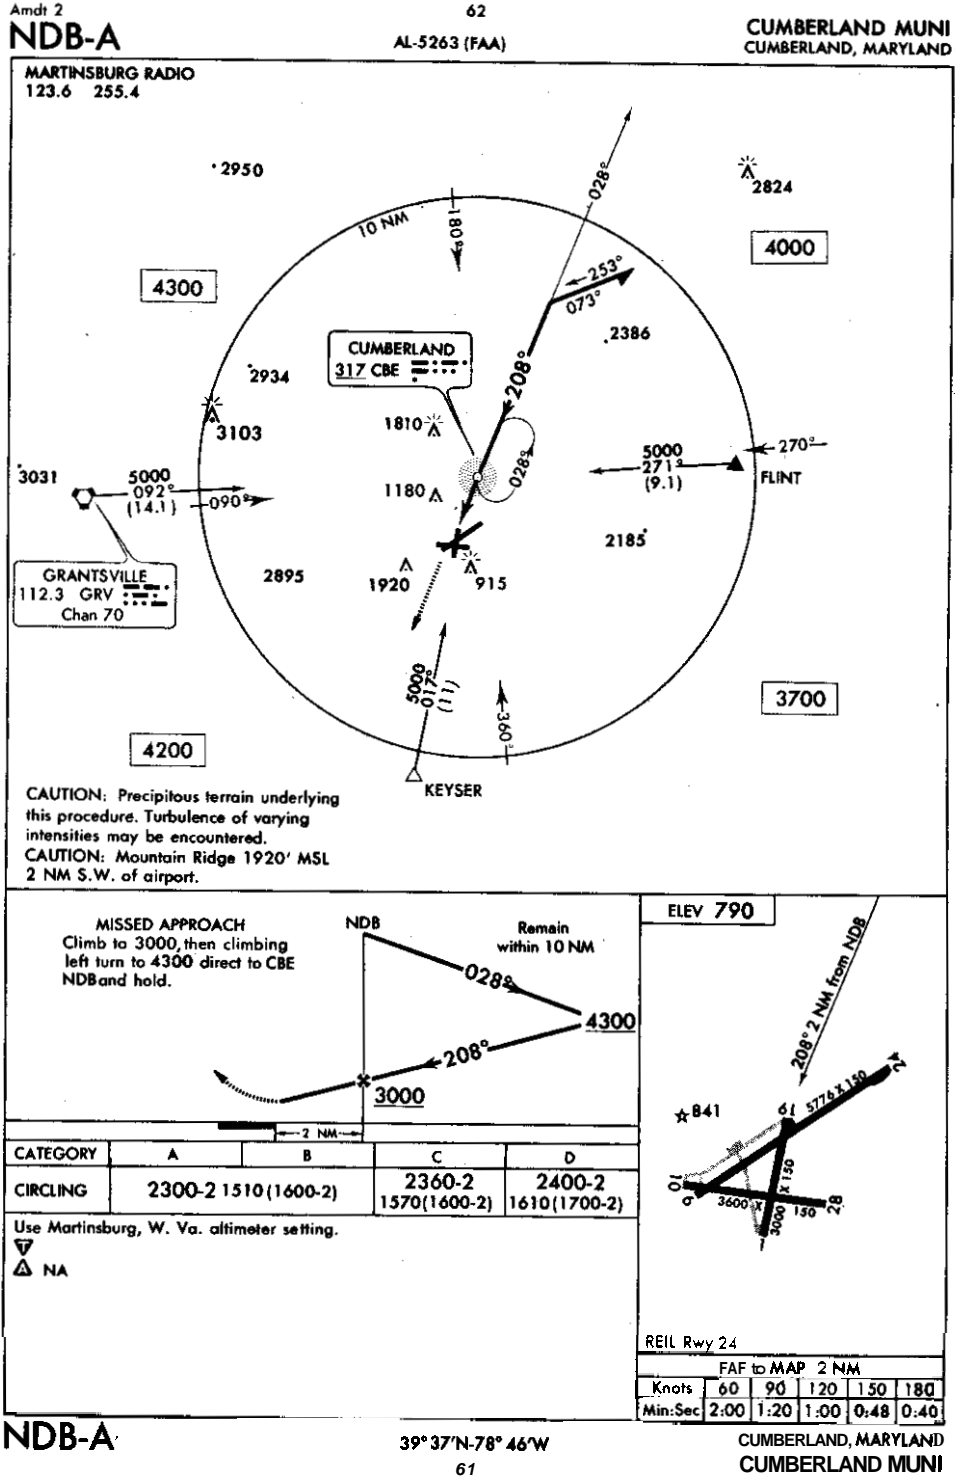 Amdt 2
62
NDB-A
AL-5263 (FAA)
CUMBERLAND MUNI
CUMBERLAND, MARYLAND
MARTINSBURG RADIO
123.6 255.4
2950
2824
028°
10 NM
180°
4000
4300
253°
073°
2386
CUMBERLAND
317 CBE
208°
2934
3103
1810
028°
3031
5000
092°
(14.1)
090°
5000
271°
(9.1)
270°
FLINT
1180
2185
GRANTSVILLE
112.3 GRV
Chan 70
2895
1920
915
5000
017°
(11)
360°
3700
4200
KEYSER
CAUTION: Precipitous terrain underlying
this procedure. Turbulence of varying
intensities may be encountered.
CAUTION: Mountain Ridge 1920' MSL
2 NM S.W. of airport.
MISSED APPROACH
Climb to 3000, then climbing
left turn to 4300 direct to CBE
NDB and hold.
NDB
Remain
within 10 NM
028°
4300
208°
3000
2 NM
ELEV 790
208° 2 NM from NDB
841
5776 X 150
24
19
10
6
3600 X 150
3000 X 150
28
1
REIL Rwy 24
CATEGORY A B C D
CIRCLING 2300-2 1510 (1600-2) 2360-2 2400-2
1570 (1600-2) 1610 (1700-2)
Use Martinsburg, W. Va. altimeter setting.
T
A NA
FAF to MAP 2 NM
Knots 60 90 120 150 180
Min:Sec 2:00 1:20 1:00 0:48 0:40
NDB-A
39°37'N-78°46'W
CUMBERLAND, MARYLAND
CUMBERLAND MUNI
61